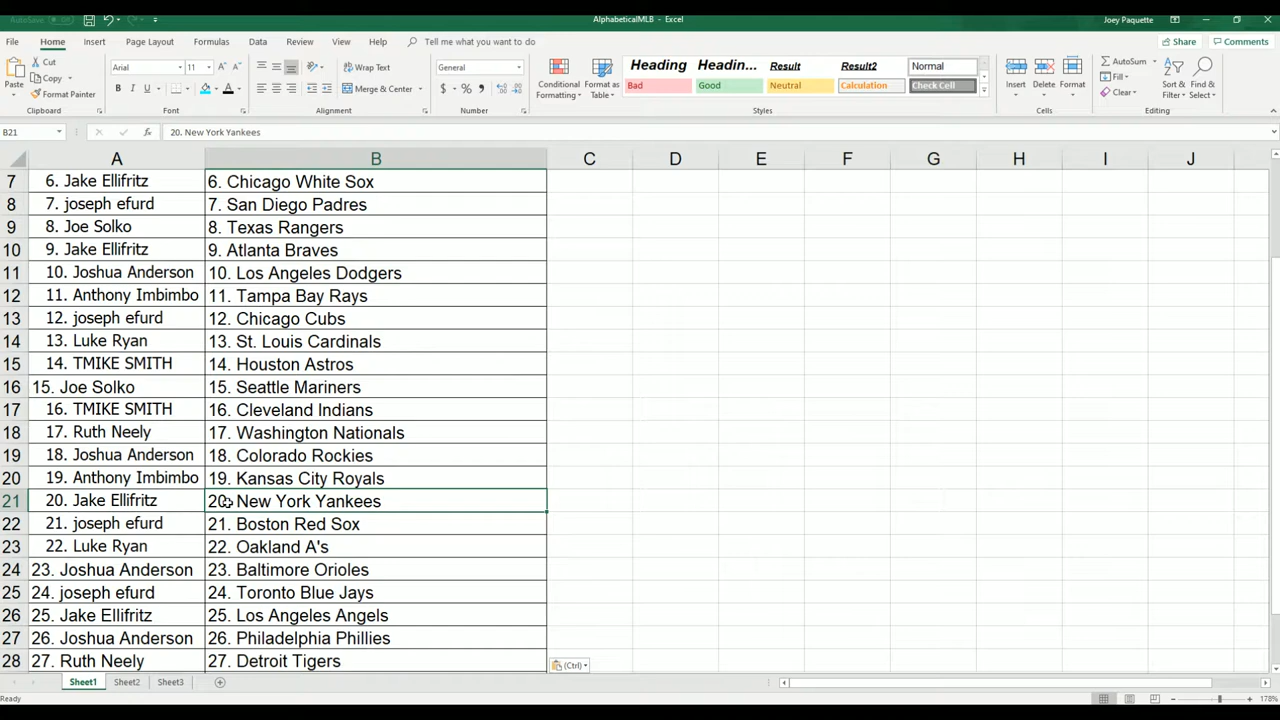 AutoSave Off
AlphabeticalMLB - Excel
Joey Paquette
File Home Insert Page Layout Formulas Data Review View Help Tell me what you want to do
Share Comments
Paste
Cut
Copy
Format Painter
Clipboard
Arial 11
B I U
Font
Wrap Text
Merge & Center
Alignment
General
$ % ,
Number
Conditional Formatting
Format as Table
Heading Headin... Result Result2 Normal
Bad Good Neutral Calculation Check Cell
Styles
Insert Delete Format
Cells
AutoSum
Fill
Clear
Sort & Filter
Find & Select
Editing
B21 fx 20. New York Yankees
A B C D E F G H I J
7 6. Jake Ellifritz 6. Chicago White Sox
8 7. joseph efurd 7. San Diego Padres
9 8. Joe Solko 8. Texas Rangers
10 9. Jake Ellifritz 9. Atlanta Braves
11 10. Joshua Anderson 10. Los Angeles Dodgers
12 11. Anthony Imbimbo 11. Tampa Bay Rays
13 12. joseph efurd 12. Chicago Cubs
14 13. Luke Ryan 13. St. Louis Cardinals
15 14. TMIKE SMITH 14. Houston Astros
16 15. Joe Solko 15. Seattle Mariners
17 16. TMIKE SMITH 16. Cleveland Indians
18 17. Ruth Neely 17. Washington Nationals
19 18. Joshua Anderson 18. Colorado Rockies
20 19. Anthony Imbimbo 19. Kansas City Royals
21 20. Jake Ellifritz 20. New York Yankees
22 21. joseph efurd 21. Boston Red Sox
23 22. Luke Ryan 22. Oakland A's
24 23. Joshua Anderson 23. Baltimore Orioles
25 24. joseph efurd 24. Toronto Blue Jays
26 25. Jake Ellifritz 25. Los Angeles Angels
27 26. Joshua Anderson 26. Philadelphia Phillies
28 27. Ruth Neely 27. Detroit Tigers
(Ctrl)
Sheet1 Sheet2 Sheet3
Ready
178%